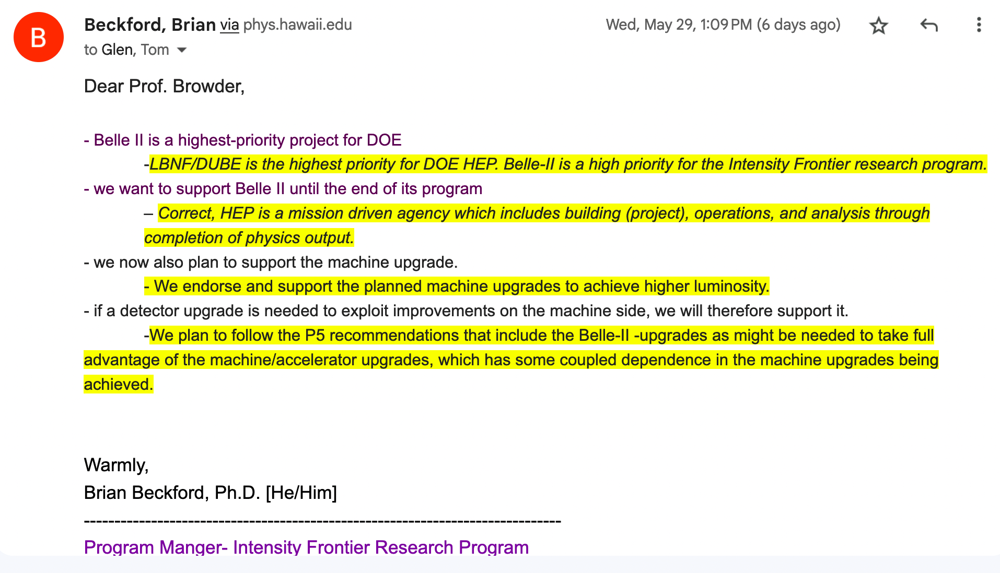 B
Beckford, Brian via phys.hawaii.edu
Wed, May 29, 1:09 PM (6 days ago)
to Glen, Tom
Dear Prof. Browder,
- Belle II is a highest-priority project for DOE
-LBNF/DUBE is the highest priority for DOE HEP. Belle-II is a high priority for the Intensity Frontier research program.
- we want to support Belle II until the end of its program
– Correct, HEP is a mission driven agency which includes building (project), operations, and analysis through
completion of physics output.
- we now also plan to support the machine upgrade.
- We endorse and support the planned machine upgrades to achieve higher luminosity.
- if a detector upgrade is needed to exploit improvements on the machine side, we will therefore support it.
-We plan to follow the P5 recommendations that include the Belle-II -upgrades as might be needed to take full
advantage of the machine/accelerator upgrades, which has some coupled dependence in the machine upgrades being
achieved.
Warmly,
Brian Beckford, Ph.D. [He/Him]
-------------------------------------------------------------------------------
Program Manger- Intensity Frontier Research Program